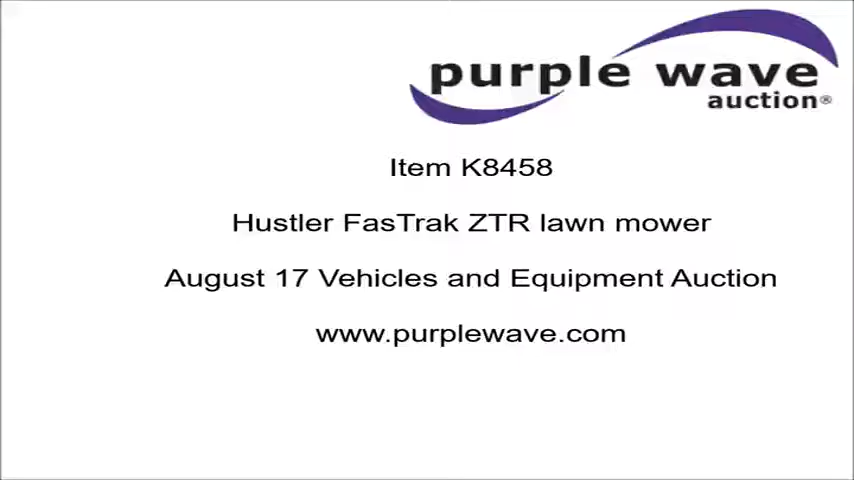 purple wave
auction®
Item K8458
Hustler FasTrak ZTR lawn mower
August 17 Vehicles and Equipment Auction
www.purplewave.com